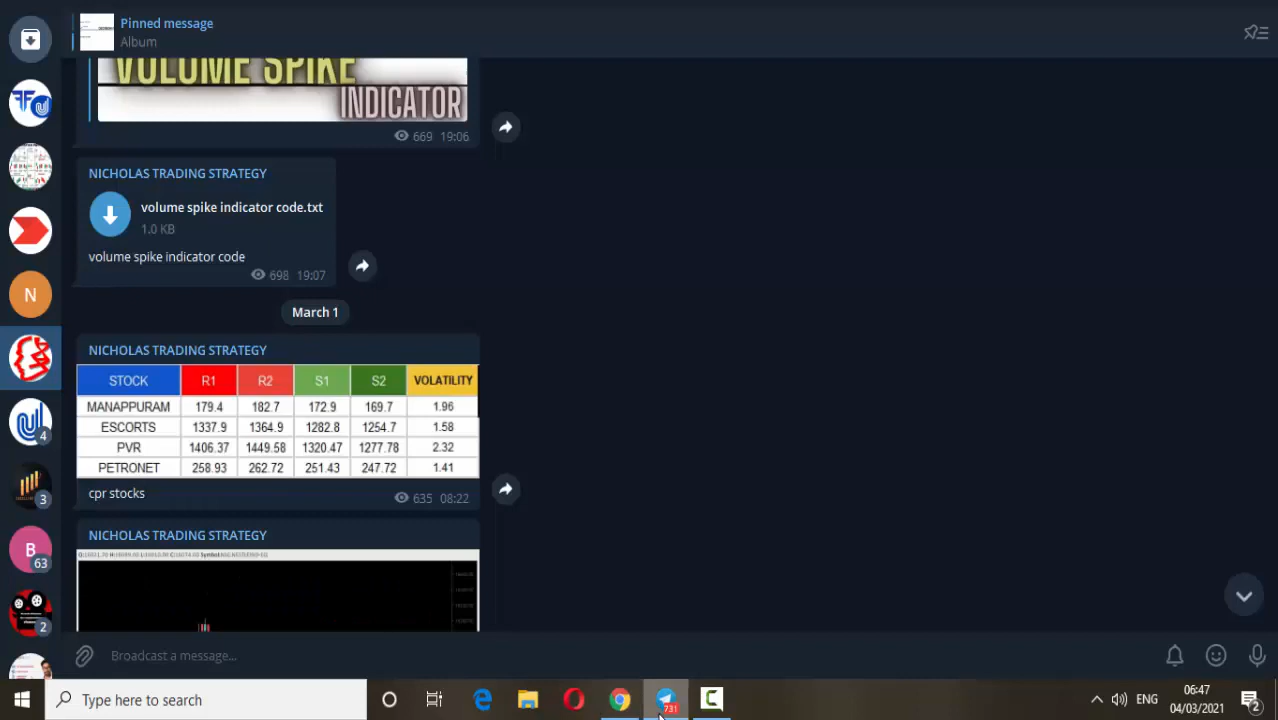 Pinned message
Album
VOLUME SPIKE
INDICATOR
669 19:06
NICHOLAS TRADING STRATEGY
volume spike indicator code.txt
1.0 KB
volume spike indicator code
698 19:07
March 1
NICHOLAS TRADING STRATEGY
STOCK R1 R2 S1 S2 VOLATILITY
MANAPPURAM 179.4 182.7 172.9 169.7 1.96
ESCORTS 1337.9 1364.9 1282.8 1254.7 1.58
PVR 1406.37 1449.58 1320.47 1277.78 2.32
PETRONET 258.93 262.72 251.43 247.72 1.41
cpr stocks
635 08:22
NICHOLAS TRADING STRATEGY
N
4
3
B
63
2
Broadcast a message...
Type here to search
731
ENG
06:47
04/03/2021
2